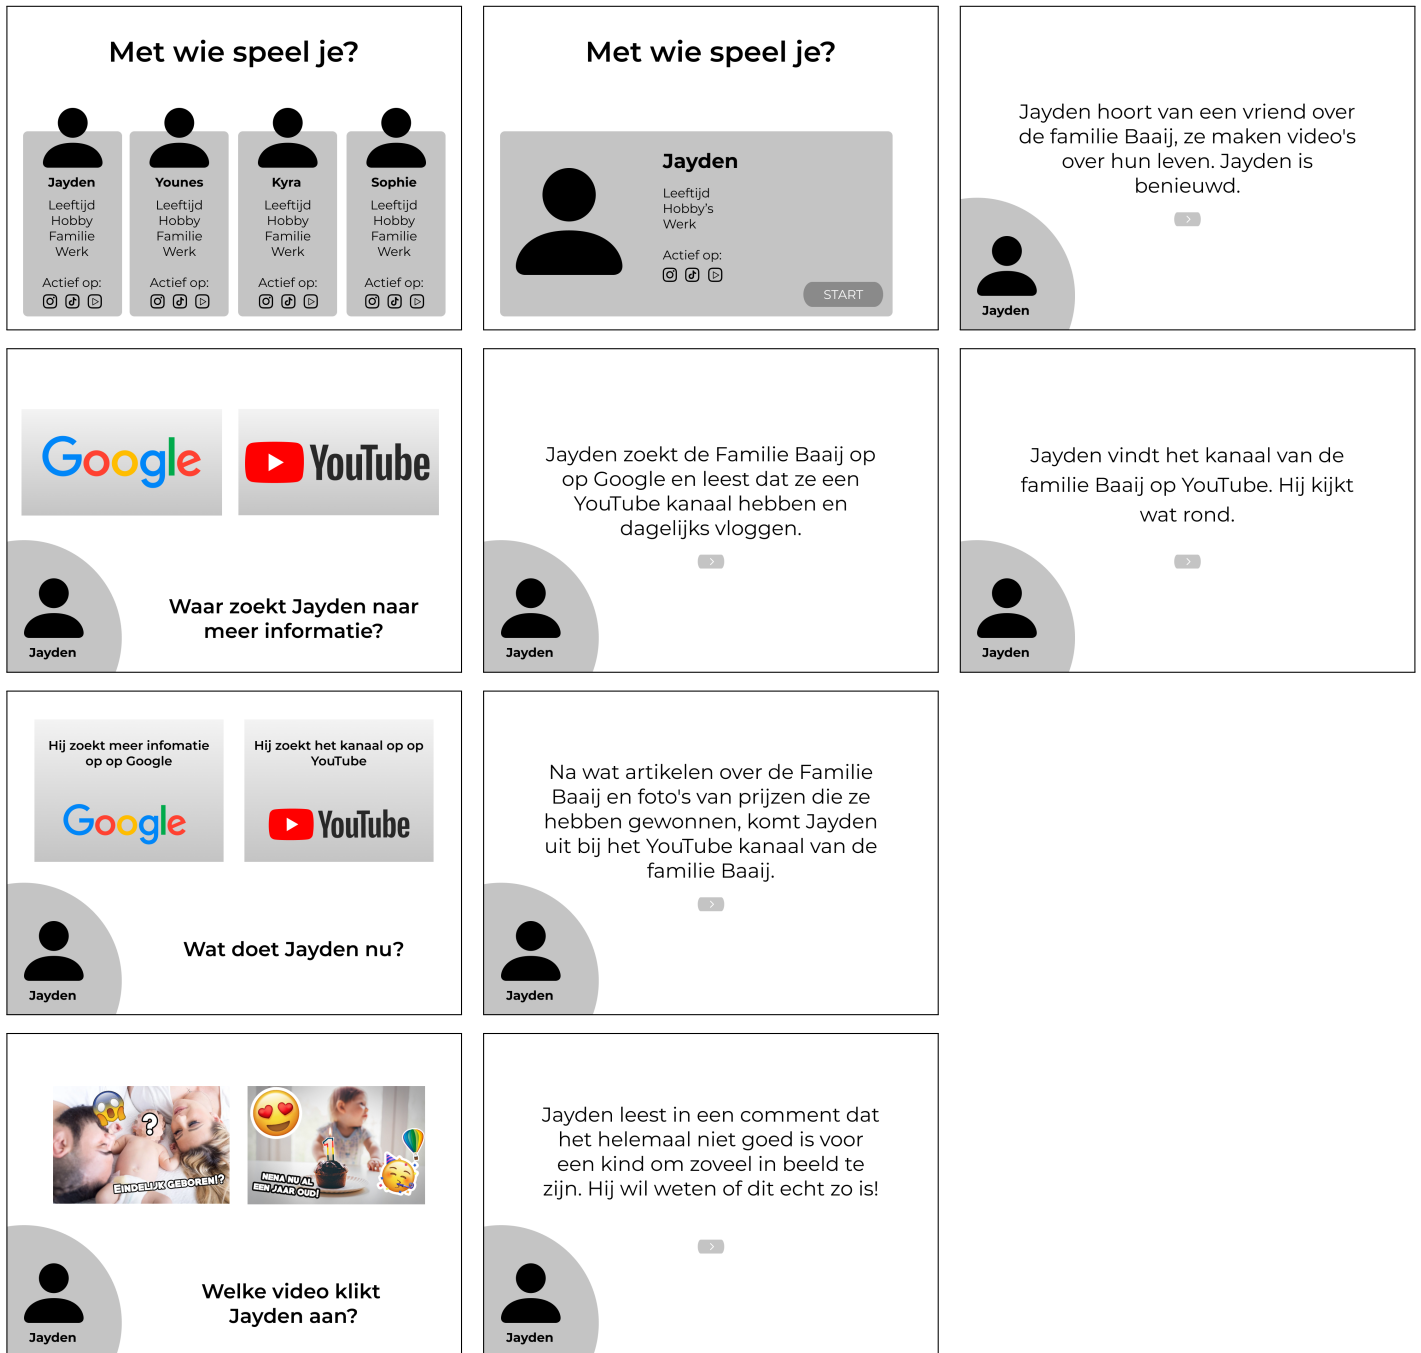 Met wie speel je?
Jayden
Leeftijd
Hobby
Familie
Werk
Actief op:
Younes
Leeftijd
Hobby
Familie
Werk
Actief op:
Kyra
Leeftijd
Hobby
Familie
Werk
Actief op:
Sophie
Leeftijd
Hobby
Familie
Werk
Actief op:
Met wie speel je?
Jayden
Leeftijd
Hobby's
Werk
Actief op:
START
Jayden hoort van een vriend over
de familie Baaij, ze maken video's
over hun leven. Jayden is
benieuwd.
Jayden
Google
YouTube
Waar zoekt Jayden naar
meer informatie?
Jayden
Jayden zoekt de Familie Baaij op
op Google en leest dat ze een
YouTube kanaal hebben en
dagelijks vloggen.
Jayden
Jayden vindt het kanaal van de
familie Baaij op YouTube. Hij kijkt
wat rond.
Jayden
Hij zoekt meer infomatie
op op Google
Google
Hij zoekt het kanaal op op
YouTube
YouTube
Wat doet Jayden nu?
Jayden
Na wat artikelen over de Familie
Baaij en foto's van prijzen die ze
hebben gewonnen, komt Jayden
uit bij het YouTube kanaal van de
familie Baaij.
Jayden
?
EINDELIJK GEBOREN!?
1
NENA NU AL
EEN JAAR OUD!
Welke video klikt
Jayden aan?
Jayden
Jayden leest in een comment dat
het helemaal niet goed is voor
een kind om zoveel in beeld te
zijn. Hij wil weten of dit echt zo is!
Jayden